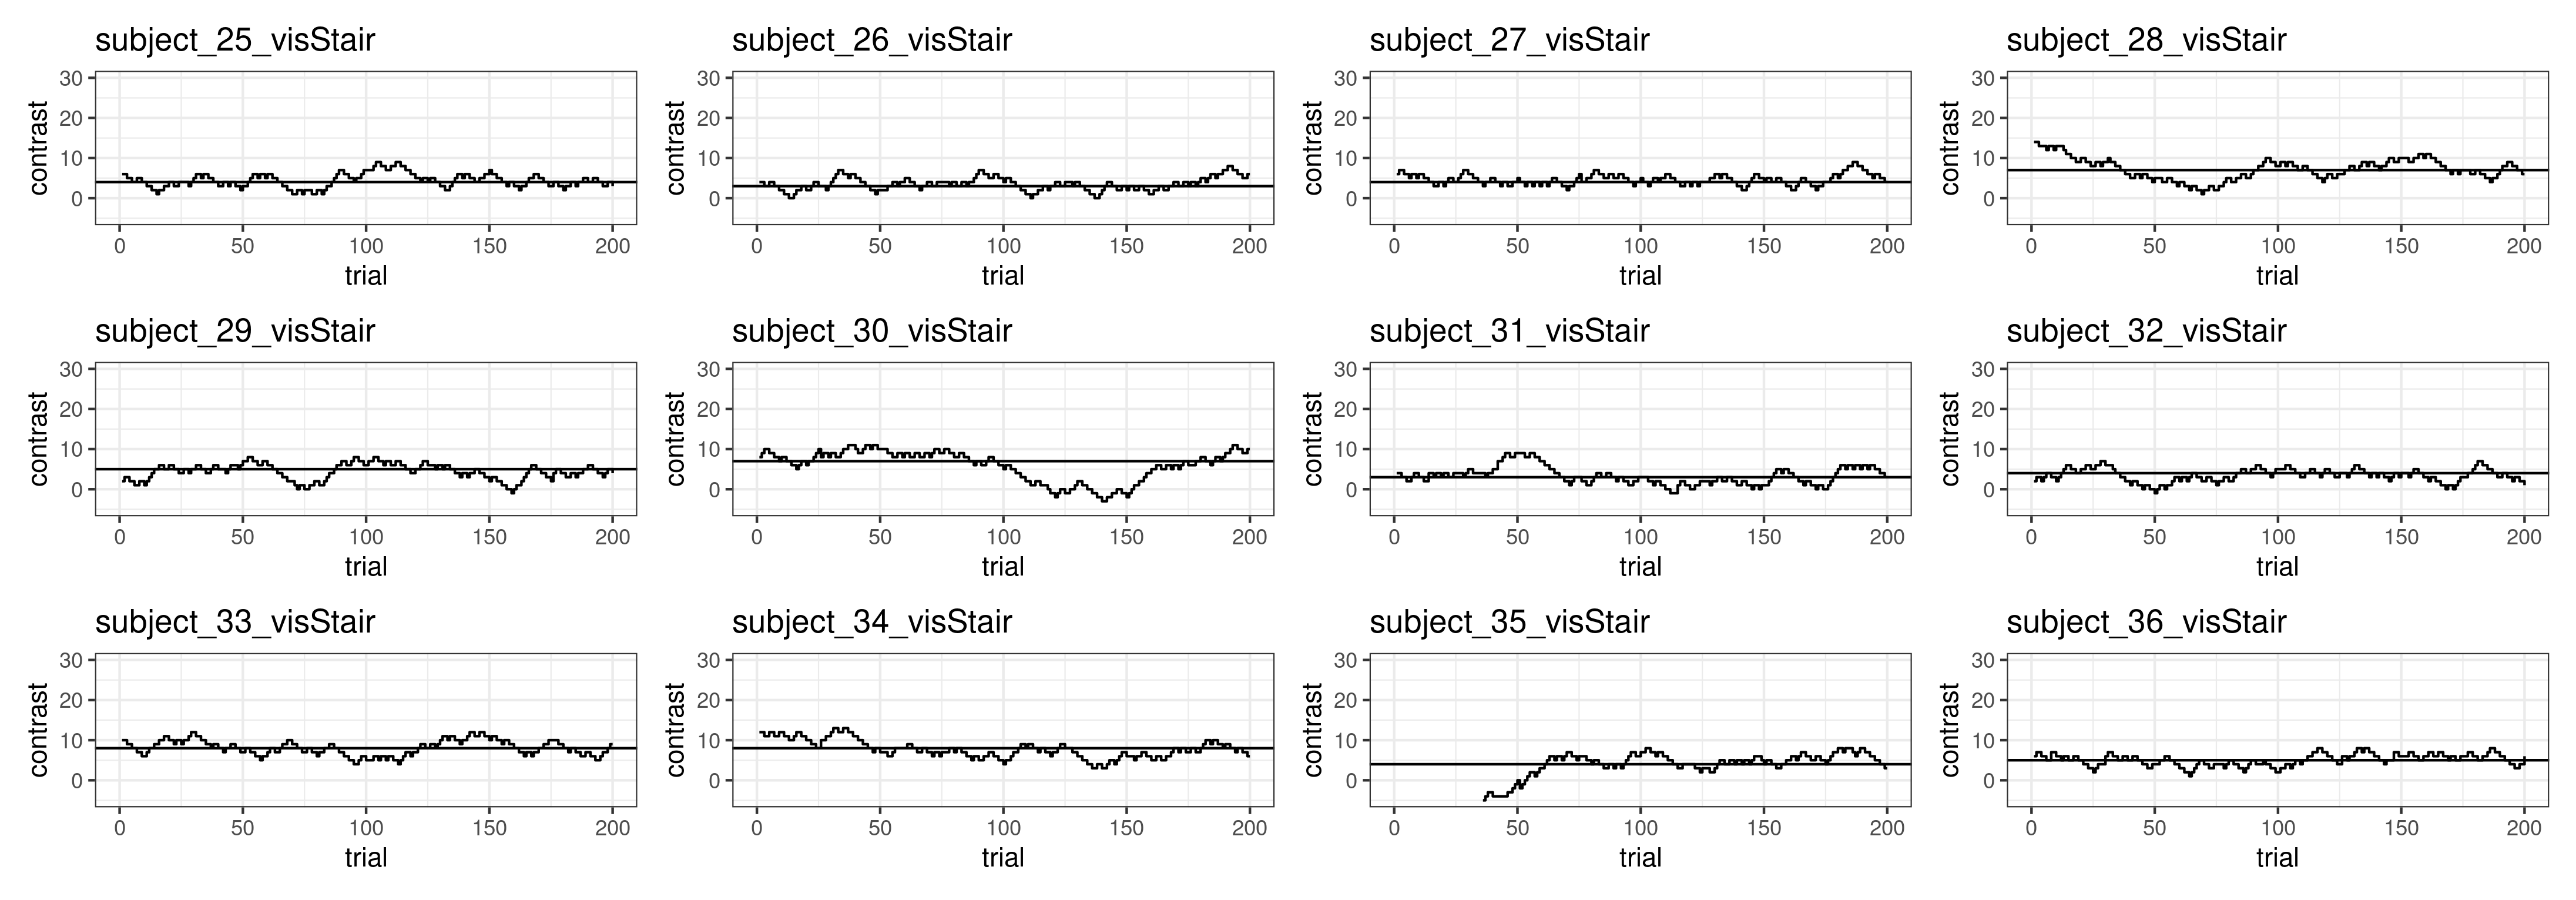 subject_25_visStair subject_26_visStair subject_27_visStair subject_28_visStair
30 30 30 30
20 20 20 20
10 10 10 10
0 0 0 0
contrast contrast contrast contrast
0 50 100 150 200 0 50 100 150 200 0 50 100 150 200 0 50 100 150 200
trial trial trial trial
subject_29_visStair subject_30_visStair subject_31_visStair subject_32_visStair
30 30 30 30
20 20 20 20
10 10 10 10
0 0 0 0
contrast contrast contrast contrast
0 50 100 150 200 0 50 100 150 200 0 50 100 150 200 0 50 100 150 200
trial trial trial trial
subject_33_visStair subject_34_visStair subject_35_visStair subject_36_visStair
30 30 30 30
20 20 20 20
10 10 10 10
0 0 0 0
contrast contrast contrast contrast
0 50 100 150 200 0 50 100 150 200 0 50 100 150 200 0 50 100 150 200
trial trial trial trial